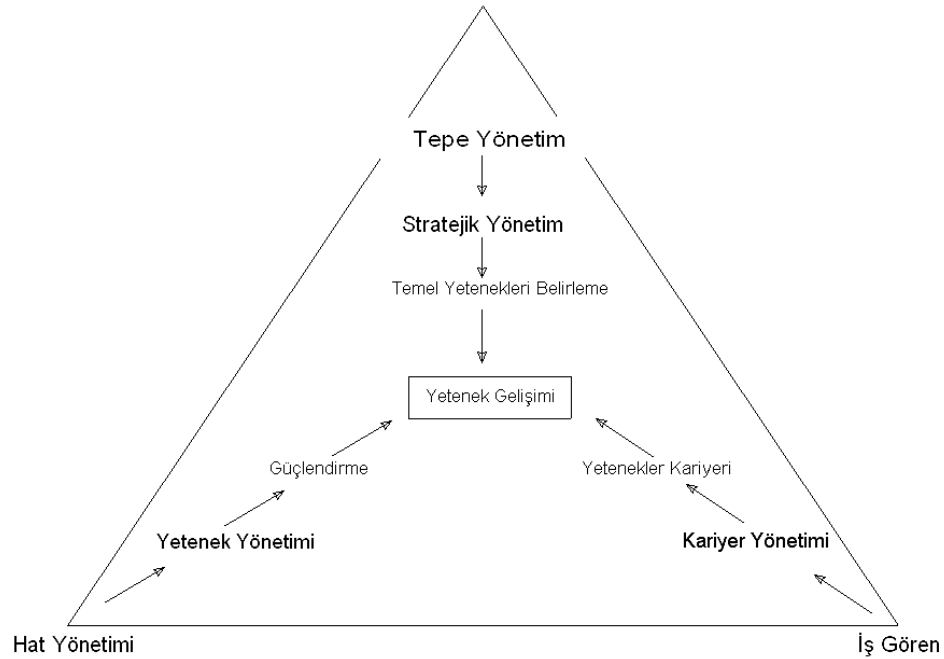 Tepe Yönetim
Stratejik Yönetim
Temel Yetenekleri Belirleme
Yetenek Gelişimi
Güçlendirme
Yetenekler Kariyeri
Yetenek Yönetimi
Kariyer Yönetimi
Hat Yönetimi
İş Gören